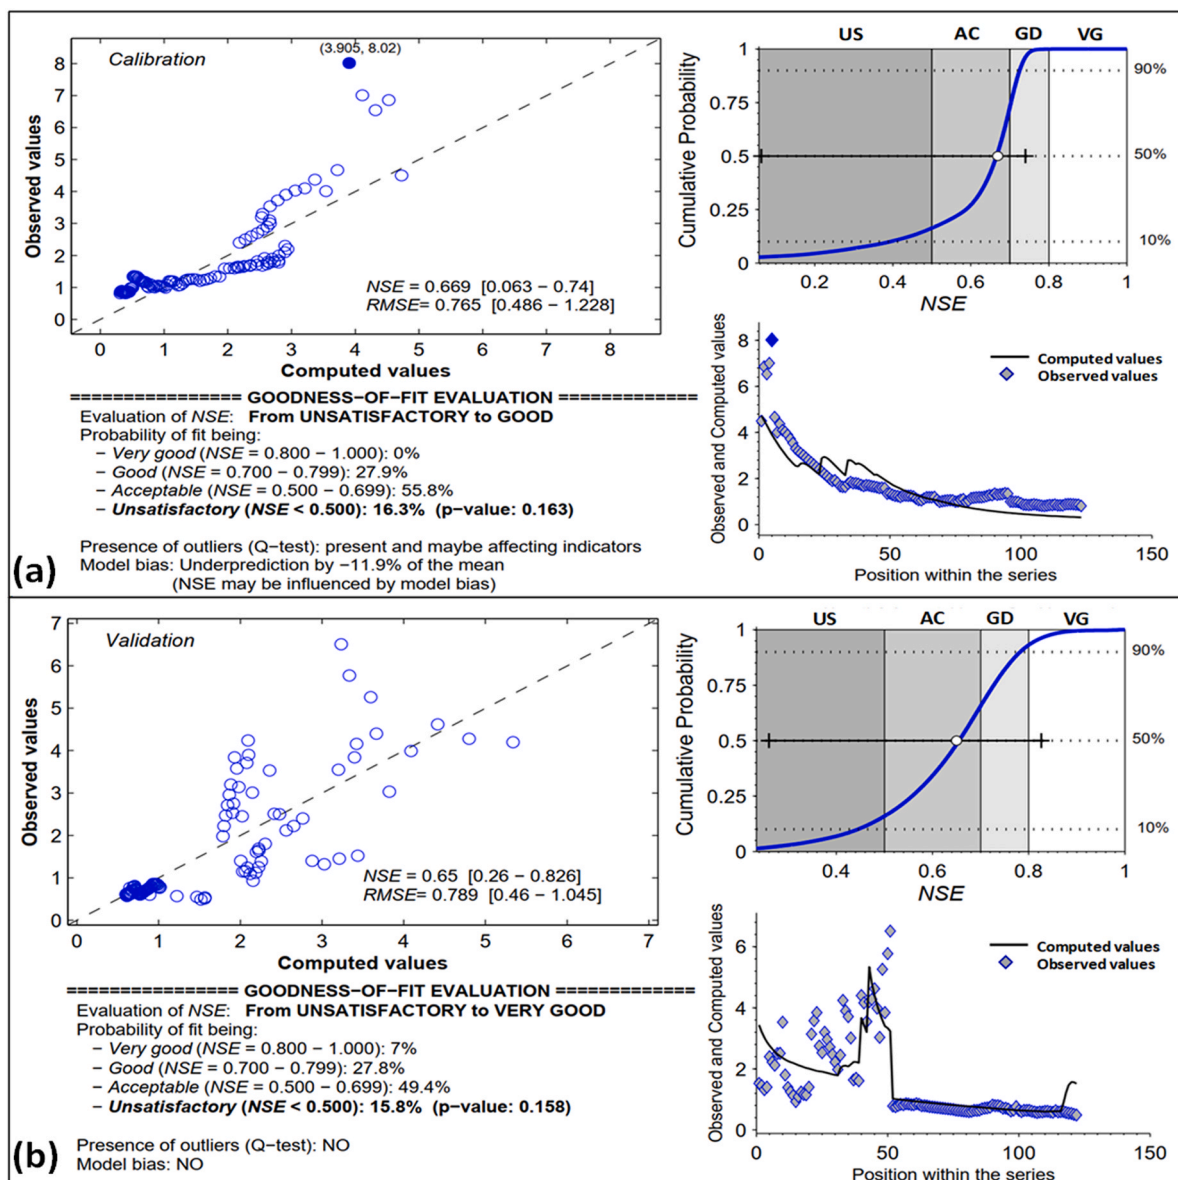 (3.905, 8.02)
Calibration
8
7
6
5
4
3
2
1
0
Observed values
NSE = 0.669 [0.063 − 0.74]
RMSE= 0.765 [0.486 − 1.228]
0 1 2 3 4 5 6 7 8
Computed values
US AC GD VG
1
0.75
0.5
0.25
0
Cumulative Probability
90%
50%
10%
0.2 0.4 0.6 0.8 1
NSE
================ GOODNESS−OF−FIT EVALUATION =============
Evaluation of NSE: From UNSATISFACTORY to GOOD
Probability of fit being:
− Very good (NSE = 0.800 − 1.000): 0%
− Good (NSE = 0.700 − 0.799): 27.9%
− Acceptable (NSE = 0.500 − 0.699): 55.8%
− Unsatisfactory (NSE < 0.500): 16.3% (p−value: 0.163)
Presence of outliers (Q−test): present and maybe affecting indicators
Model bias: Underprediction by −11.9% of the mean
(NSE may be influenced by model bias)
(a)
Observed and Computed values
8
6
4
2
0
Computed values
Observed values
0 50 100 150
Position within the series
Validation
7
6
5
4
3
2
1
0
Observed values
NSE = 0.65 [0.26 − 0.826]
RMSE= 0.789 [0.46 − 1.045]
0 1 2 3 4 5 6 7
Computed values
US AC GD VG
1
0.75
0.5
0.25
0
Cumulative Probability
90%
50%
10%
0.4 0.6 0.8 1
NSE
================ GOODNESS−OF−FIT EVALUATION =============
Evaluation of NSE: From UNSATISFACTORY to VERY GOOD
Probability of fit being:
− Very good (NSE = 0.800 − 1.000): 7%
− Good (NSE = 0.700 − 0.799): 27.8%
− Acceptable (NSE = 0.500 − 0.699): 49.4%
− Unsatisfactory (NSE < 0.500): 15.8% (p−value: 0.158)
Presence of outliers (Q−test): NO
Model bias: NO
(b)
Observed and Computed values
6
4
2
0
Computed values
Observed values
0 50 100 150
Position within the series